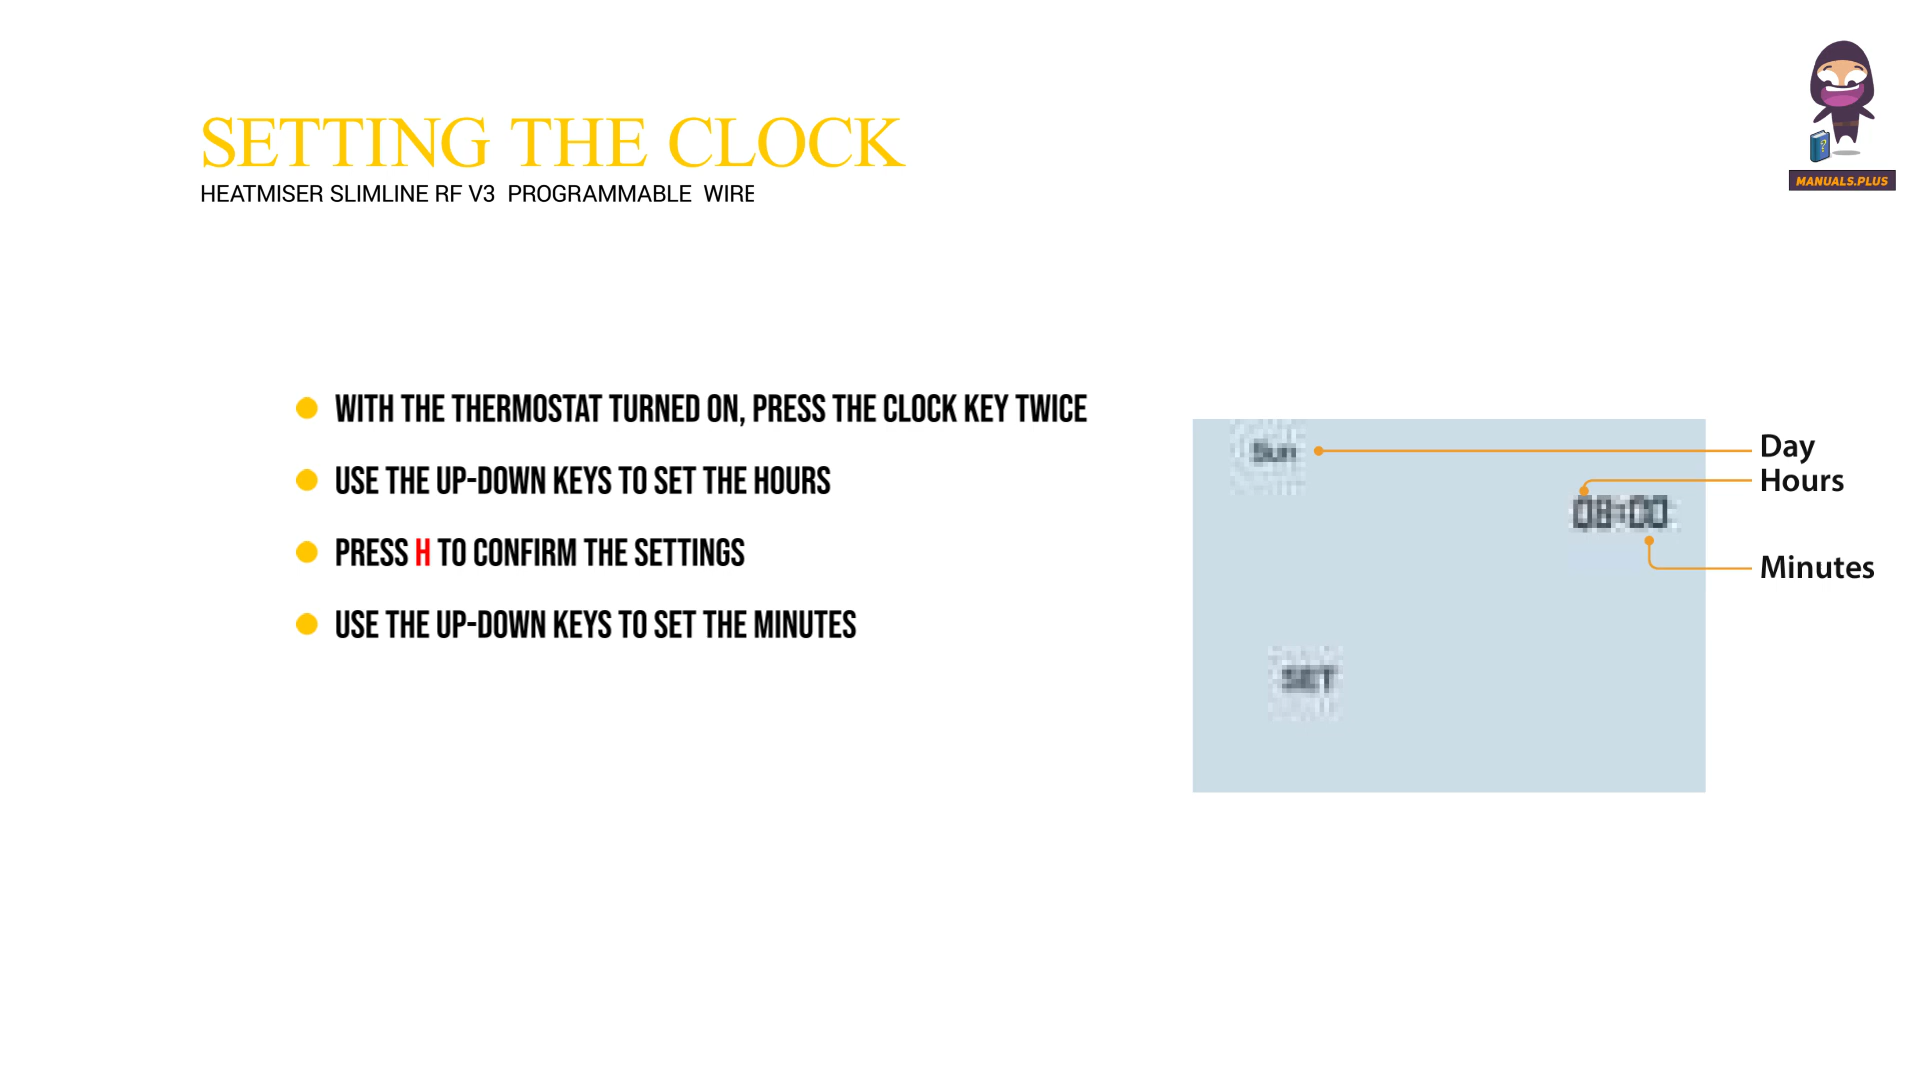 SETTING THE CLOCK
HEATMISER SLIMLINE RF V3 PROGRAMMABLE WIRE
MANUALS.PLUS
WITH THE THERMOSTAT TURNED ON, PRESS THE CLOCK KEY TWICE
USE THE UP-DOWN KEYS TO SET THE HOURS
PRESS H TO CONFIRM THE SETTINGS
USE THE UP-DOWN KEYS TO SET THE MINUTES
Sun
Day
Hours
08:00
Minutes
SET